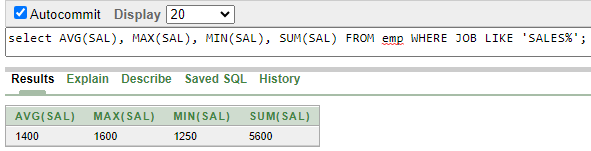 Autocommit Display 20
select AVG(SAL), MAX(SAL), MIN(SAL), SUM(SAL) FROM emp WHERE JOB LIKE 'SALES%';
Results Explain Describe Saved SQL History
AVG(SAL) MAX(SAL) MIN(SAL) SUM(SAL)
1400 1600 1250 5600